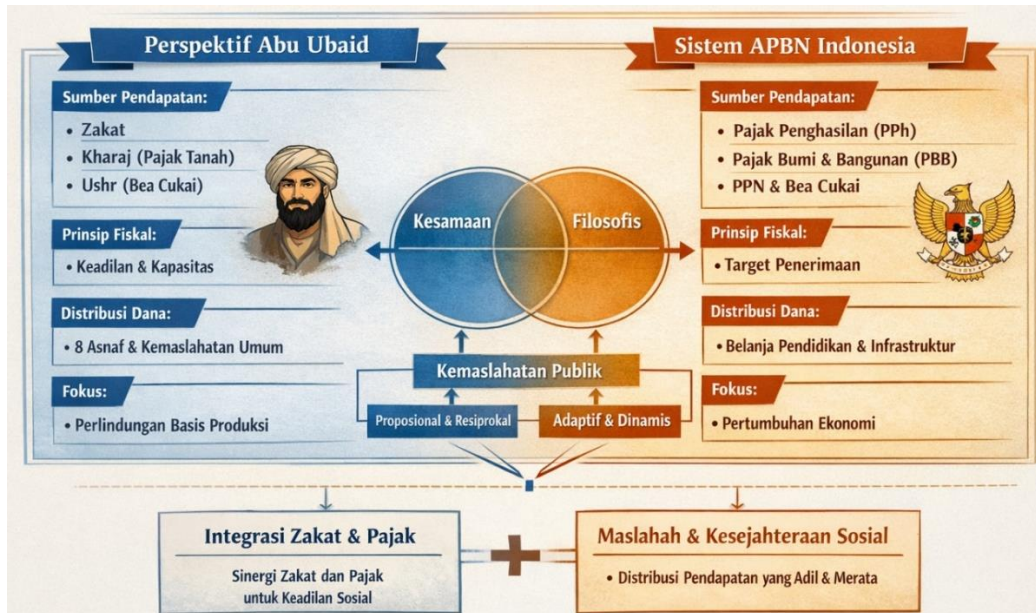 Perspektif Abu Ubaid
Sumber Pendapatan:
• Zakat
• Kharaj (Pajak Tanah)
• Ushr (Bea Cukai)
Prinsip Fiskal:
• Keadilan & Kapasitas
Distribusi Dana:
• 8 Asnaf & Kemaslahatan Umum
Fokus:
• Perlindungan Basis Produksi
Kesamaan
Filosofis
Kemaslahatan Publik
Proposional & Resiprokal
Adaptif & Dinamis
Sistem APBN Indonesia
Sumber Pendapatan:
• Pajak Penghasilan (PPh)
• Pajak Bumi & Bangunan (PBB)
• PPN & Bea Cukai
Prinsip Fiskal:
• Target Penerimaan
Distribusi Dana:
• Belanja Pendidikan & Infrastruktur
Fokus:
• Pertumbuhan Ekonomi
Integrasi Zakat & Pajak
Sinergi Zakat dan Pajak
untuk Keadilan Sosial
+
Maslahah & Kesejahteraan Sosial
• Distribusi Pendapatan yang Adil & Merata